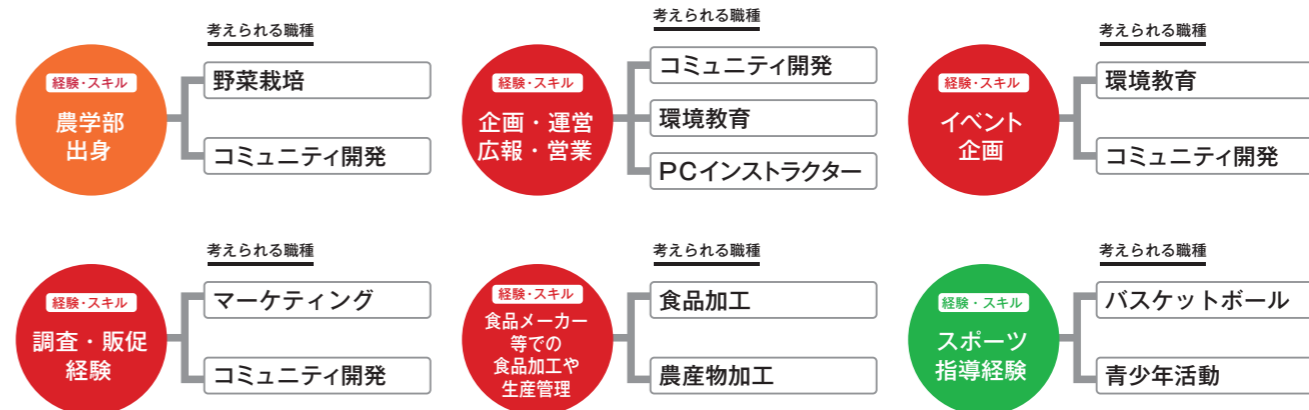 考えられる職種
経験・スキル
農学部
出身
野菜栽培
コミュニティ開発
考えられる職種
経験・スキル
企画・運営
広報・営業
コミュニティ開発
環境教育
PCインストラクター
考えられる職種
経験・スキル
イベント
企画
環境教育
コミュニティ開発
考えられる職種
経験・スキル
調査・販促
経験
マーケティング
コミュニティ開発
考えられる職種
経験・スキル
食品メーカー
等での
食品加工や
生産管理
食品加工
農産物加工
考えられる職種
経験・スキル
スポーツ
指導経験
バスケットボール
青少年活動